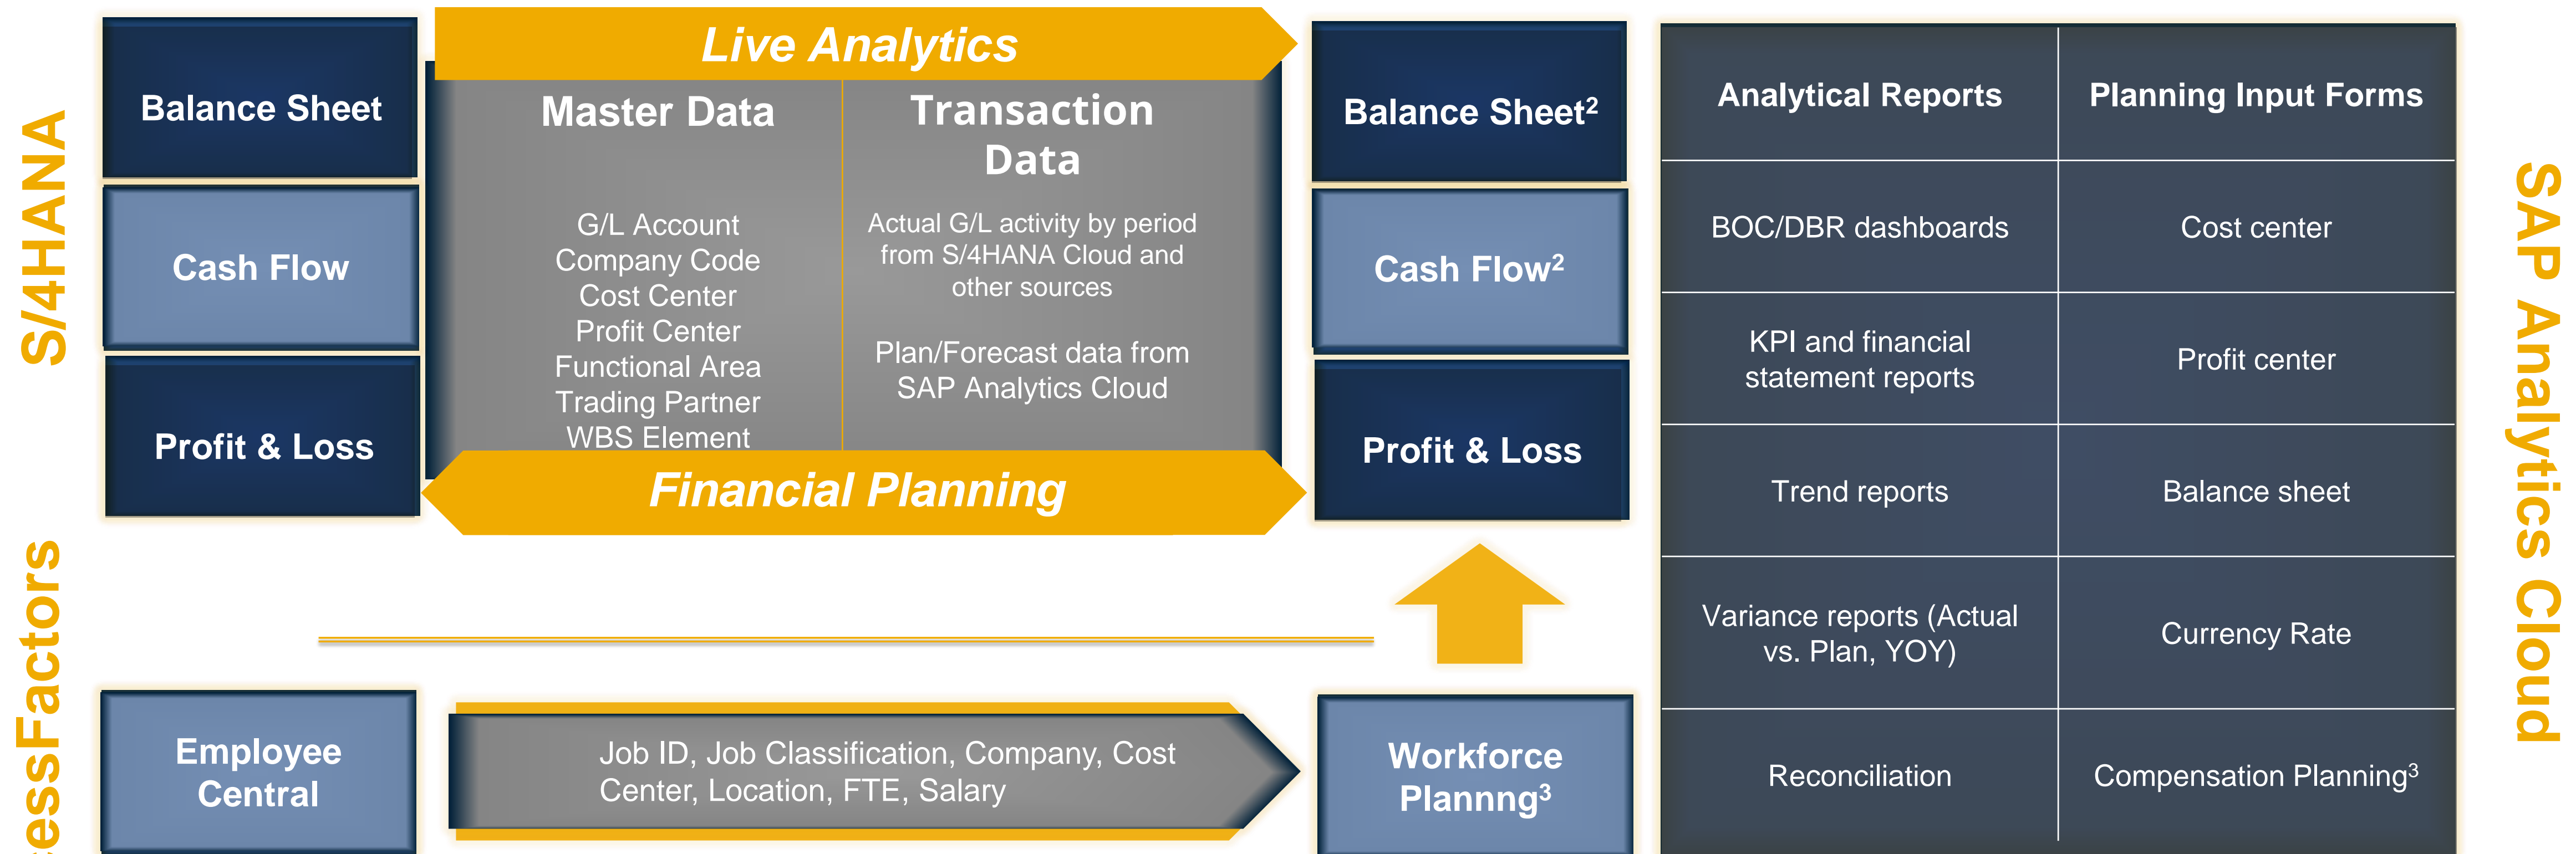 S/4HANA
Balance Sheet
Cash Flow
Profit & Loss
Live Analytics
Master Data
G/L Account
Company Code
Cost Center
Profit Center
Functional Area
Trading Partner
WBS Element
Transaction
Data
Actual G/L activity by period
from S/4HANA Cloud and
other sources
Plan/Forecast data from
SAP Analytics Cloud
Financial Planning
Balance Sheet²
Cash Flow²
Profit & Loss
essFactors
Employee
Central
Job ID, Job Classification, Company, Cost
Center, Location, FTE, Salary
Workforce
Plannng³
Analytical Reports
Planning Input Forms
BOC/DBR dashboards
Cost center
KPI and financial
statement reports
Profit center
Trend reports
Balance sheet
Variance reports (Actual
vs. Plan, YOY)
Currency Rate
Reconciliation
Compensation Planning³
SAP Analytics Cloud